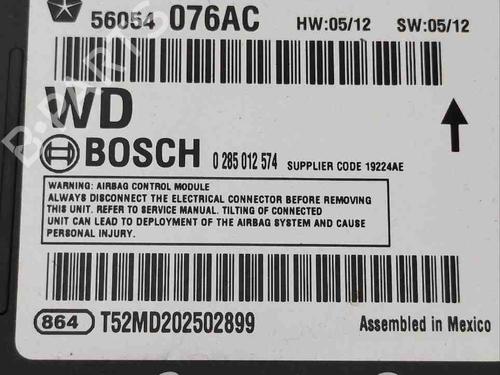 56054 076AC HW:05/12 SW:05/12
WD
BOSCH 0 285 012 574 SUPPLIER CODE 19224AE
WARNING: AIRBAG CONTROL MODULE
ALWAYS DISCONNECT THE ELECTRICAL CONNECTOR BEFORE REMOVING
THIS UNIT. REFER TO SERVICE MANUAL. TILTING OF CONNECTED
UNIT CAN LEAD TO DEPLOYMENT OF THE AIRBAG SYSTEM AND CAUSE
PERSONAL INJURY.
864 T52MD202502899 Assembled in Mexico
B-PARTS